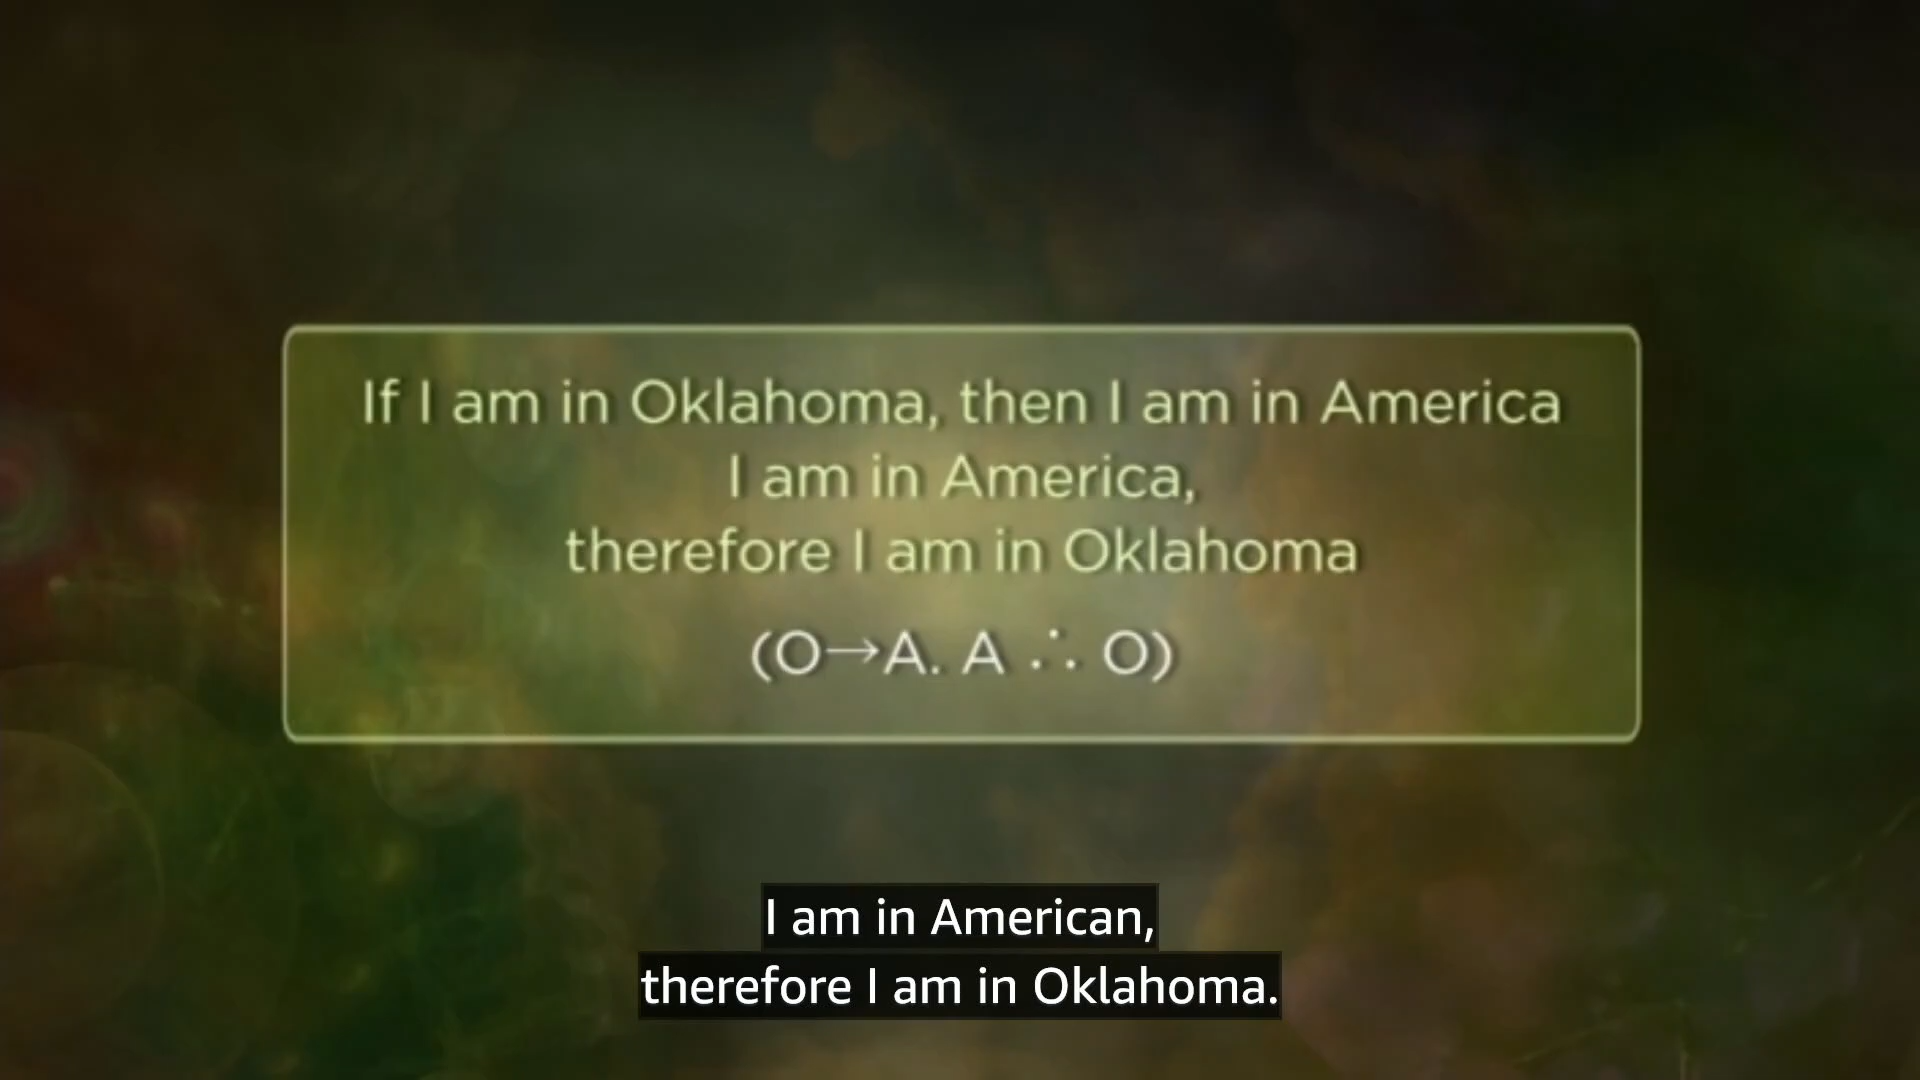 If I am in Oklahoma, then I am in America
I am in America,
therefore I am in Oklahoma
(O→A. A ∴ O)
I am in American,
therefore I am in Oklahoma.